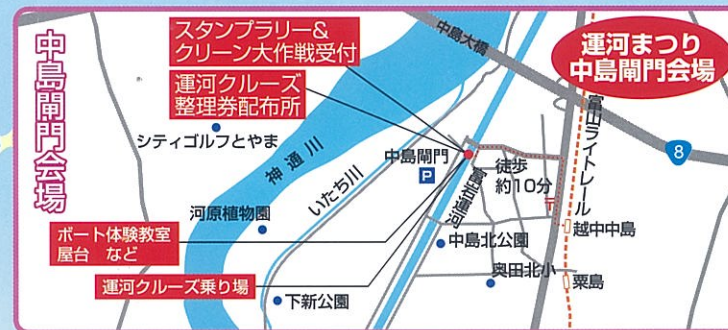 中島閘門会場
スタンプラリー&
クリーン大作戦受付
運河クルーズ
整理券配布所
シティゴルフとやま
神通川
いたち川
河原植物園
ボート体験教室
屋台 など
運河クルーズ乗り場
下新公園
中島大橋
運河まつり
中島閘門会場
富山ライトレール
8
中島閘門
P
富岩運河
徒歩
約10分
越中中島
中島北公園
奥田北小
粟島